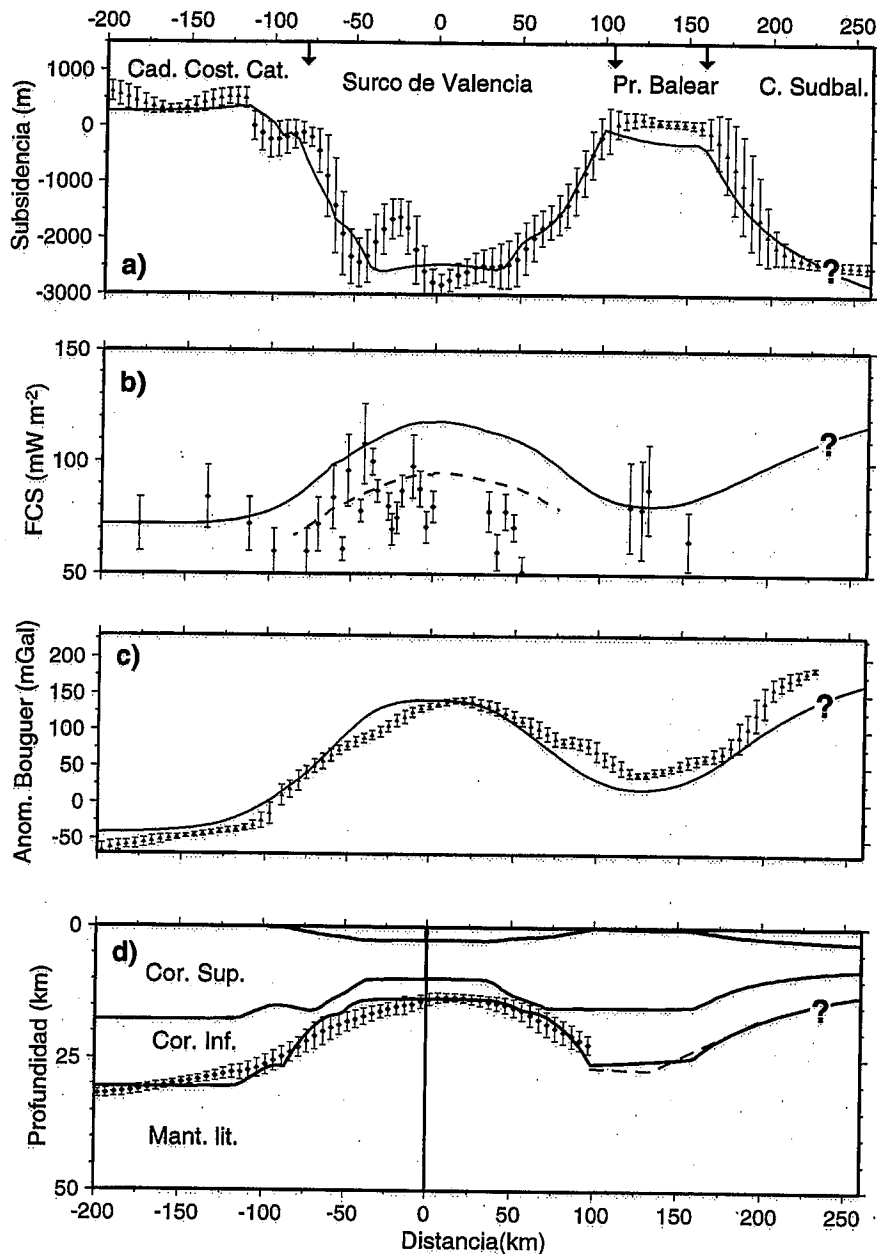 -200 -150 -100 -50 0 50 100 150 200 250
Cad. Cost. Cat.
Surco de Valencia
Pr. Balear
C. Sudbal.
Subsidencia (m)
1000
0
-1000
-2000
-3000
a)
?
150
100
50
FCS (mW m-2)
b)
?
200
150
100
50
0
-50
Anom. Bouguer (mGal)
c)
?
0
25
50
Profundidad (km)
d)
Cor. Sup.
Cor. Inf.
Mant. lit.
?
-200 -150 -100 -50 0 50 100 150 200 250
Distancia(km)